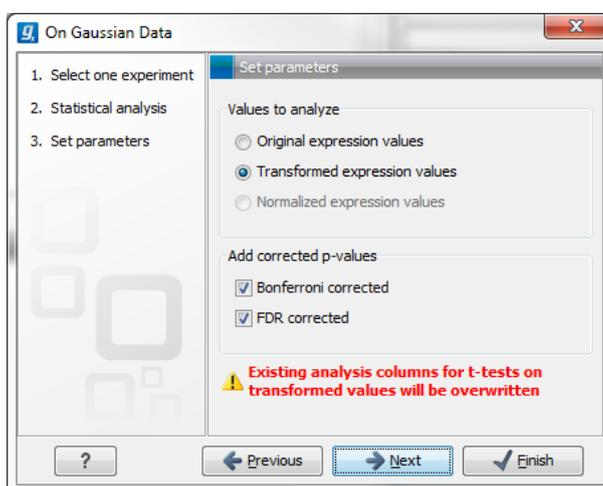 On Gaussian Data
1. Select one experiment
2. Statistical analysis
3. Set parameters
Set parameters
Values to analyze
Original expression values
Transformed expression values
Normalized expression values
Add corrected p-values
Bonferroni corrected
FDR corrected
Existing analysis columns for t-tests on
transformed values will be overwritten
?
Previous
Next
Finish